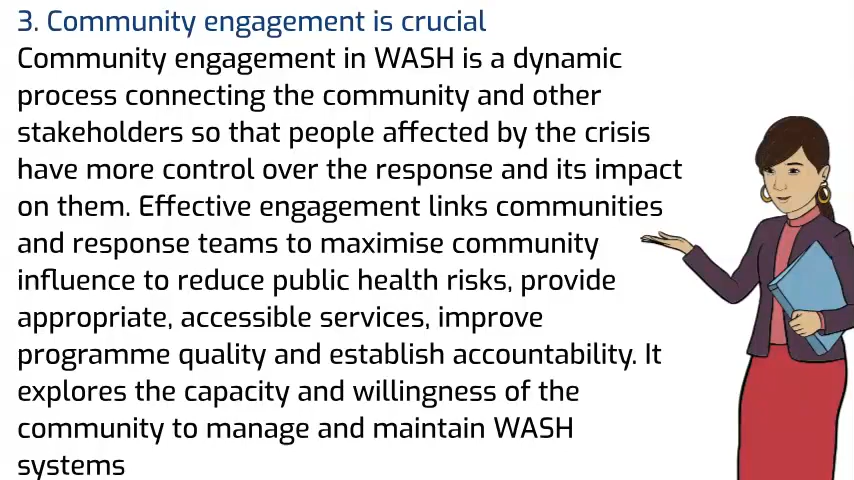 3. Community engagement is crucial
Community engagement in WASH is a dynamic
process connecting the community and other
stakeholders so that people affected by the crisis
have more control over the response and its impact
on them. Effective engagement links communities
and response teams to maximise community
influence to reduce public health risks, provide
appropriate, accessible services, improve
programme quality and establish accountability. It
explores the capacity and willingness of the
community to manage and maintain WASH
systems